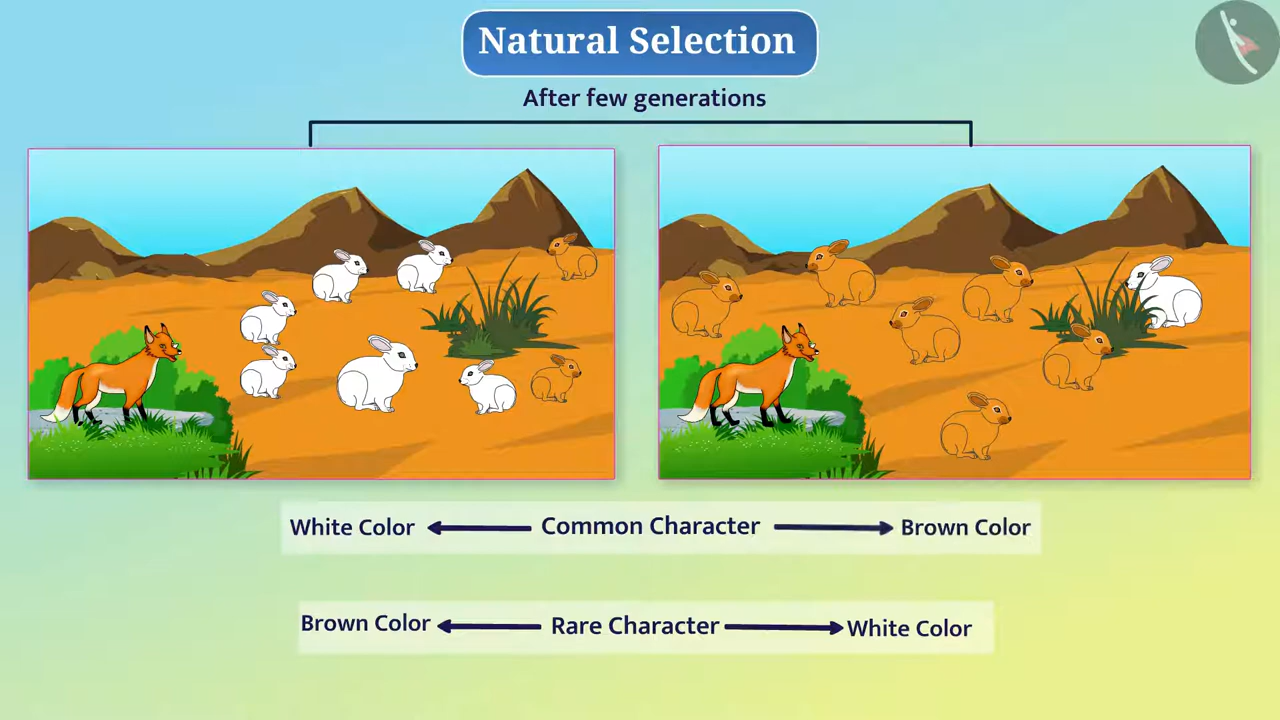 Natural Selection
After few generations
White Color Common Character Brown Color
Brown Color Rare Character White Color